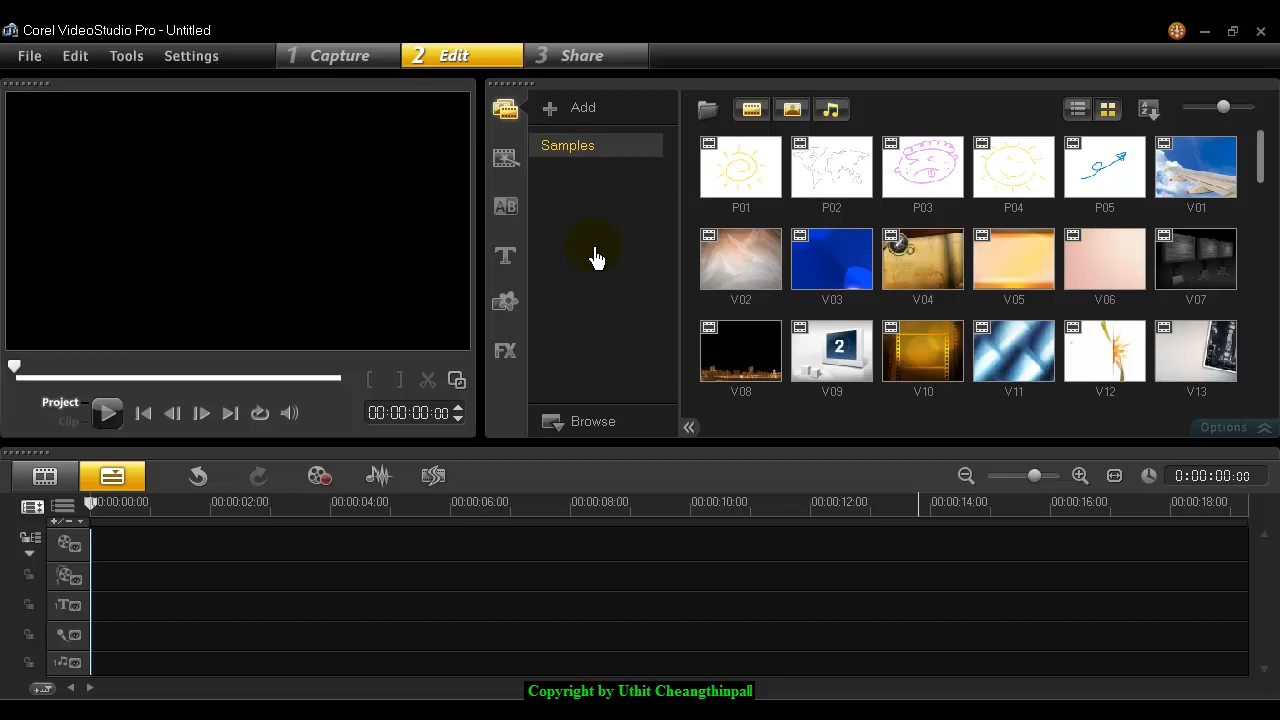 Corel VideoStudio Pro - Untitled
File Edit Tools Settings 1 Capture 2 Edit 3 Share
Add
Samples
AB
T
FX
P01 P02 P03 P04 P05 V01
V02 V03 V04 V05 V06 V07
2
V08 V09 V10 V11 V12 V13
Project
Clip
00:00:00:00
Browse
Options
0:00:00:00
00:00:00:00 00:00:02:00 00:00:04:00 00:00:06:00 00:00:08:00 00:00:10:00 00:00:12:00 00:00:14:00 00:00:16:00 00:00:18:00
Copyright by Uthit Cheangthinpall